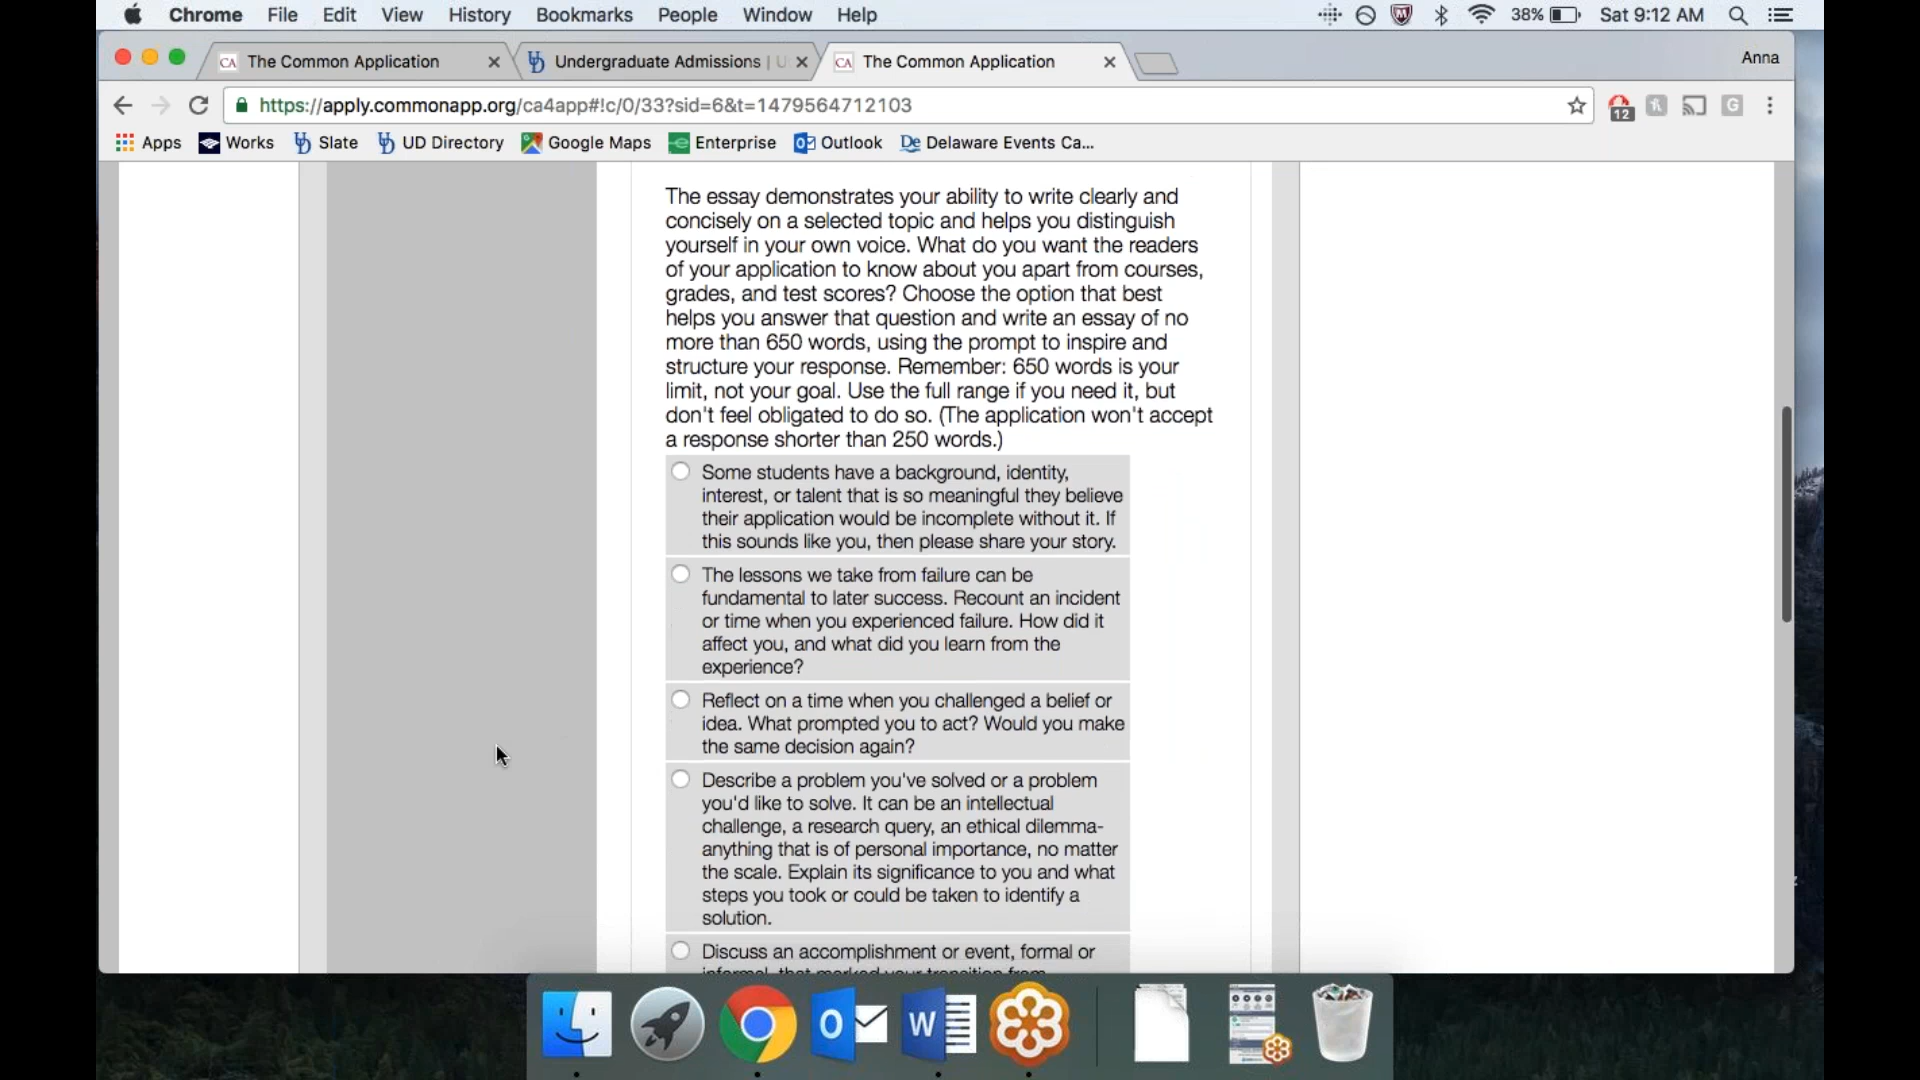 Chrome File Edit View History Bookmarks People Window Help 38% Sat 9:12 AM
CA The Common Application UD Undergraduate Admissions | U CA The Common Application Anna
https://apply.commonapp.org/ca4app#!c/0/33?sid=6&t=1479564712103 12 G
Apps Works UD Slate UD UD Directory Google Maps e Enterprise Outlook De Delaware Events Ca...
The essay demonstrates your ability to write clearly and
concisely on a selected topic and helps you distinguish
yourself in your own voice. What do you want the readers
of your application to know about you apart from courses,
grades, and test scores? Choose the option that best
helps you answer that question and write an essay of no
more than 650 words, using the prompt to inspire and
structure your response. Remember: 650 words is your
limit, not your goal. Use the full range if you need it, but
don't feel obligated to do so. (The application won't accept
a response shorter than 250 words.)
Some students have a background, identity,
interest, or talent that is so meaningful they believe
their application would be incomplete without it. If
this sounds like you, then please share your story.
The lessons we take from failure can be
fundamental to later success. Recount an incident
or time when you experienced failure. How did it
affect you, and what did you learn from the
experience?
Reflect on a time when you challenged a belief or
idea. What prompted you to act? Would you make
the same decision again?
Describe a problem you've solved or a problem
you'd like to solve. It can be an intellectual
challenge, a research query, an ethical dilemma-
anything that is of personal importance, no matter
the scale. Explain its significance to you and what
steps you took or could be taken to identify a
solution.
Discuss an accomplishment or event, formal or
informal, that marked your transition from
O W